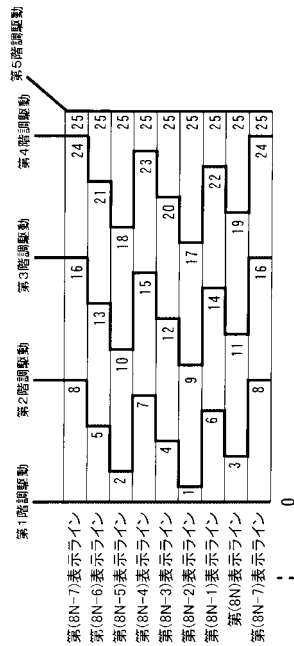 第1階調駆動
第2階調駆動
第3階調駆動
第4階調駆動
第5階調駆動
第(8N-7)表示ライン 8 16 24 25
第(8N-6)表示ライン 5 13 21 25
第(8N-5)表示ライン 2 10 18 25
第(8N-4)表示ライン 7 15 23 25
第(8N-3)表示ライン 4 12 20 25
第(8N-2)表示ライン 1 9 17 25
第(8N-1)表示ライン 6 14 22 25
第(8N)表示ライン 3 11 19 25
第(8N-7)表示ライン 8 16 24 25
0